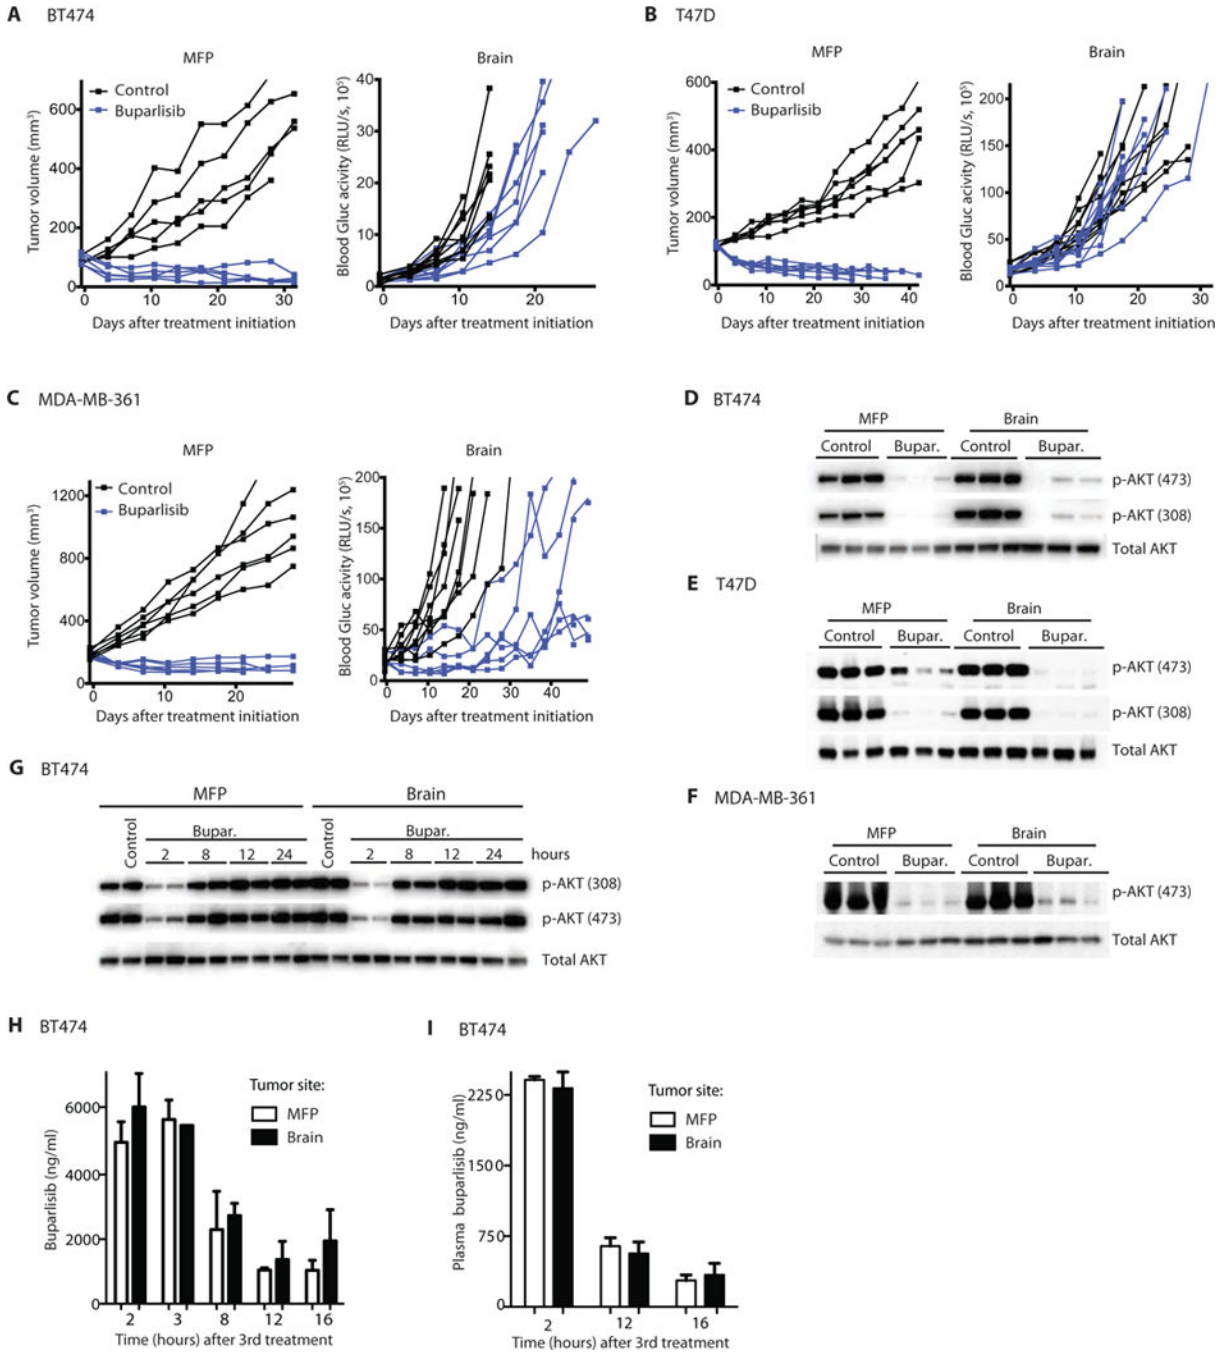 A BT474
B T47D
MFP
Brain
MFP
Brain
Control
Buparlisib
Tumor volume (mm³)
600
400
200
0
0 10 20 30
Days after treatment initiation
Blood Gluc acivity (RLU/s, 10⁵)
40
30
20
10
0
0 10 20
Days after treatment initiation
Control
Buparlisib
Tumor volume (mm³)
600
400
200
0
0 10 20 30 40
Days after treatment initiation
Blood Gluc acivity (RLU/s, 10⁵)
200
150
100
50
0
0 10 20 30
Days after treatment initiation
C MDA-MB-361
MFP
Brain
Control
Buparlisib
Tumor volume (mm³)
1200
800
400
0
0 10 20
Days after treatment initiation
Blood Gluc acivity (RLU/s, 10⁵)
200
150
100
50
0
0 10 20 30 40
Days after treatment initiation
D BT474
MFP Brain
Control Bupar. Control Bupar.
p-AKT (473)
p-AKT (308)
Total AKT
E T47D
MFP Brain
Control Bupar. Control Bupar.
p-AKT (473)
p-AKT (308)
Total AKT
F MDA-MB-361
MFP Brain
Control Bupar. Control Bupar.
p-AKT (473)
Total AKT
G BT474
MFP Brain
Control Bupar. Control Bupar.
2 8 12 24 2 8 12 24 hours
p-AKT (308)
p-AKT (473)
Total AKT
H BT474
Tumor site:
MFP
Brain
Buparlisib (ng/ml)
6000
4000
2000
0
2 3 8 12 16
Time (hours) after 3rd treatment
I BT474
Tumor site:
MFP
Brain
Plasma buparlisib (ng/ml)
2250
1500
750
0
2 12 16
Time (hours) after 3rd treatment